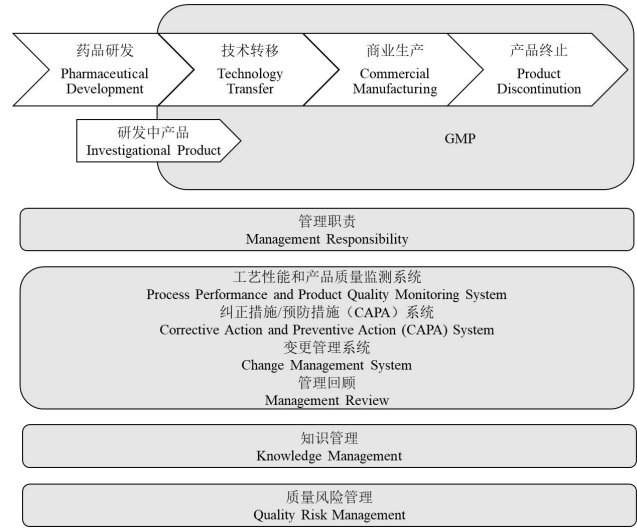 药品研发
Pharmaceutical
Development
技术转移
Technology
Transfer
商业生产
Commercial
Manufacturing
产品终止
Product
Discontinution
研发中产品
Investigational Product
GMP
管理职责
Management Responsibility
工艺性能和产品质量监测系统
Process Performance and Product Quality Monitoring System
纠正措施/预防措施（CAPA）系统
Corrective Action and Preventive Action (CAPA) System
变更管理系统
Change Management System
管理回顾
Management Review
知识管理
Knowledge Management
质量风险管理
Quality Risk Management